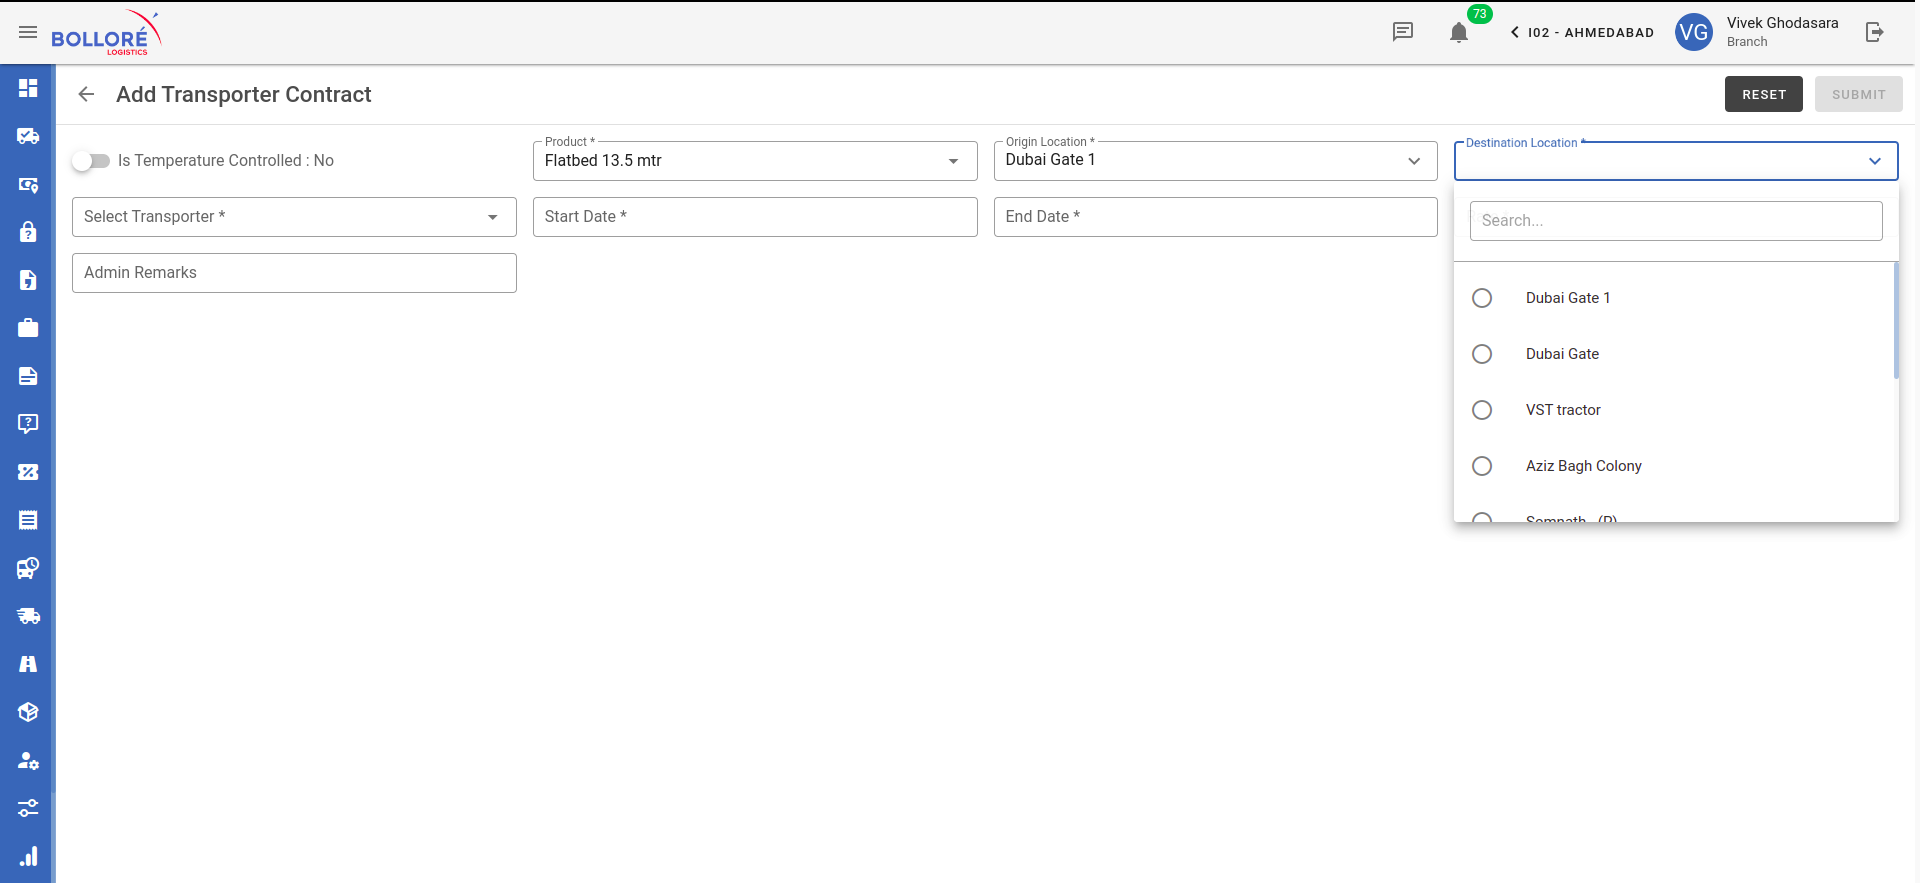 BOLLORÉ
LOGISTICS
73
I02 - AHMEDABAD
VG
Vivek Ghodasara
Branch
Add Transporter Contract
RESET
SUBMIT
Is Temperature Controlled : No
Product *
Flatbed 13.5 mtr
Origin Location *
Dubai Gate 1
Destination Location *
Select Transporter *
Start Date *
End Date *
Search...
Admin Remarks
Dubai Gate 1
Dubai Gate
VST tractor
Aziz Bagh Colony
Somnath - (P)